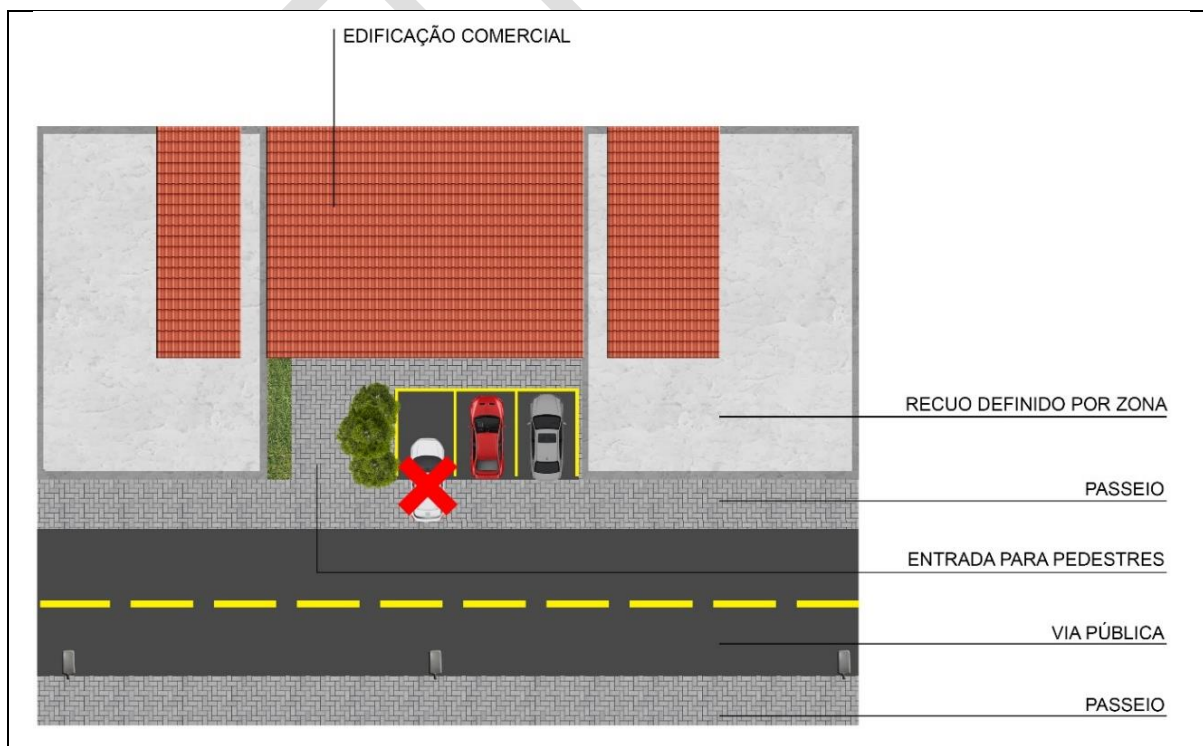 EDIFICAÇÃO COMERCIAL
RECUO DEFINIDO POR ZONA
PASSEIO
ENTRADA PARA PEDESTRES
VIA PÚBLICA
PASSEIO